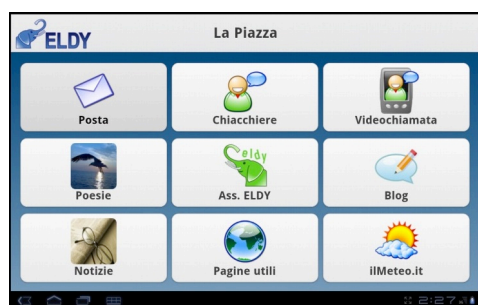 ELDY
La Piazza
Posta
Chiacchiere
Videochiamata
Poesie
eldy
Ass. ELDY
Blog
Notizie
Pagine utili
ilMeteo.it
2:27